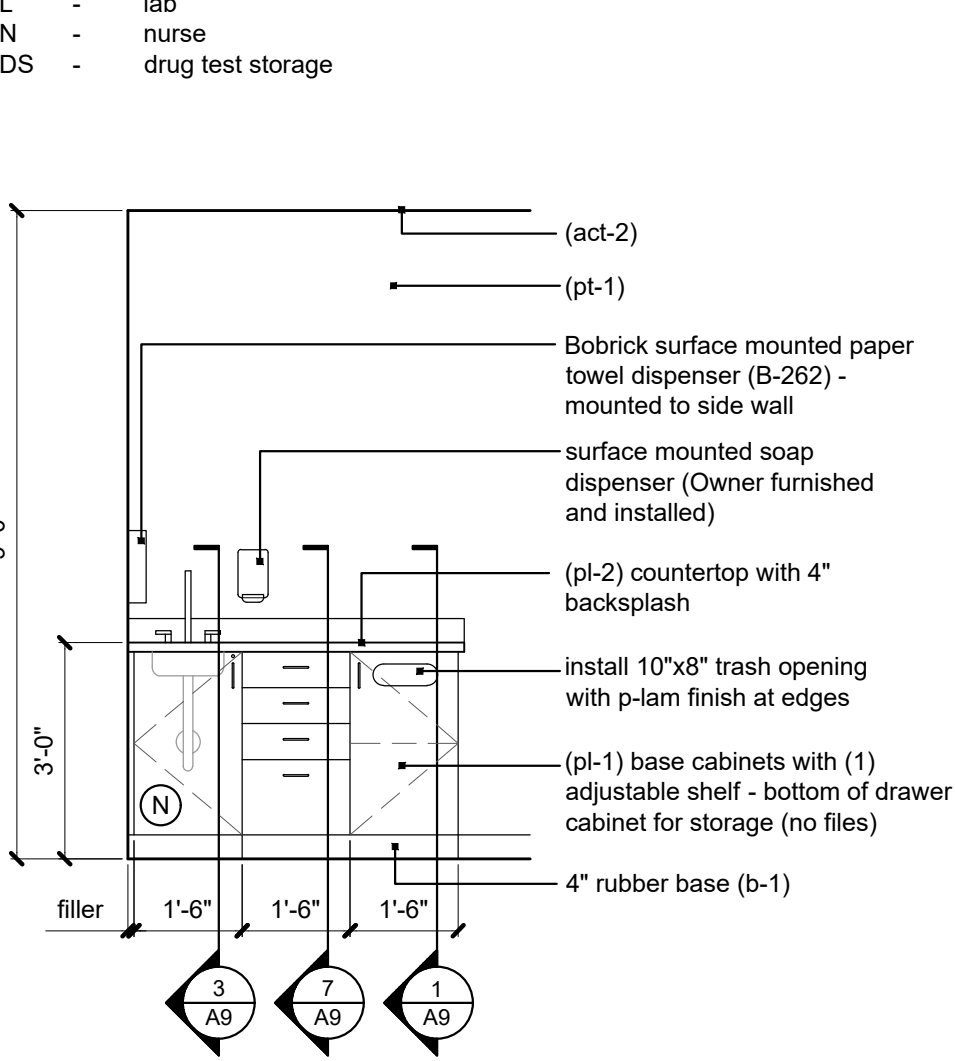 L - lab
N - nurse
DS - drug test storage
(act-2)
(pt-1)
Bobrick surface mounted paper
towel dispenser (B-262) -
mounted to side wall
surface mounted soap
dispenser (Owner furnished
and installed)
(pl-2) countertop with 4"
backsplash
install 10"x8" trash opening
with p-lam finish at edges
3'-0"
(pl-1) base cabinets with (1)
adjustable shelf - bottom of drawer
cabinet for storage (no files)
N
4" rubber base (b-1)
filler 1'-6" 1'-6" 1'-6"
3
A9
7
A9
1
A9